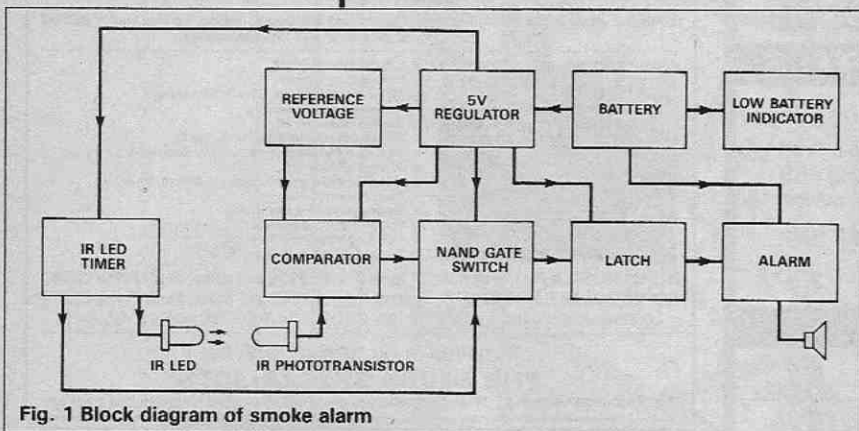 REFERENCE
VOLTAGE
5V
REGULATOR
BATTERY
LOW BATTERY
INDICATOR
IR LED
TIMER
COMPARATOR
NAND GATE
SWITCH
LATCH
ALARM
IR LED
IR PHOTOTRANSISTOR
Fig. 1 Block diagram of smoke alarm